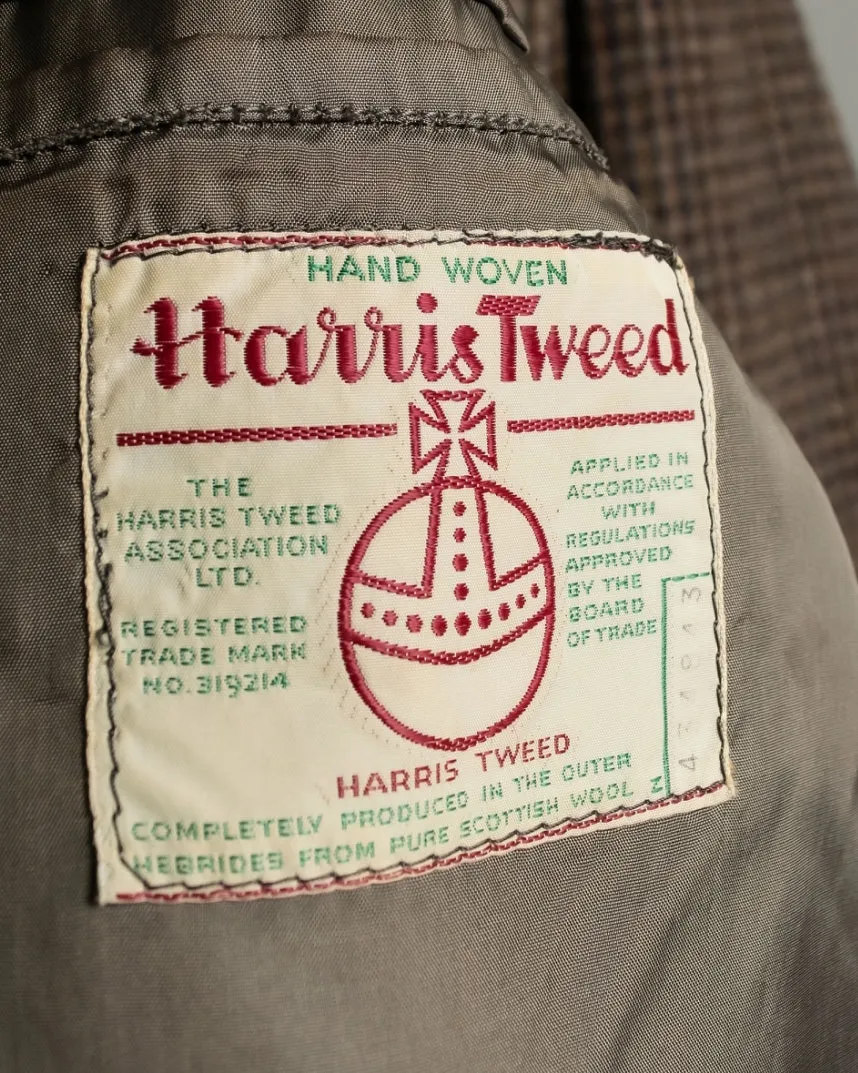 HAND WOVEN
Harris Tweed
THE
HARRIS TWEED
ASSOCIATION
LTD.
REGISTERED
TRADE MARK
NO. 319214
APPLIED IN
ACCORDANCE
WITH
REGULATIONS
APPROVED
BY THE
BOARD
OF TRADE
HARRIS TWEED
COMPLETELY PRODUCED IN THE OUTER
HEBRIDES FROM PURE SCOTTISH WOOL
N